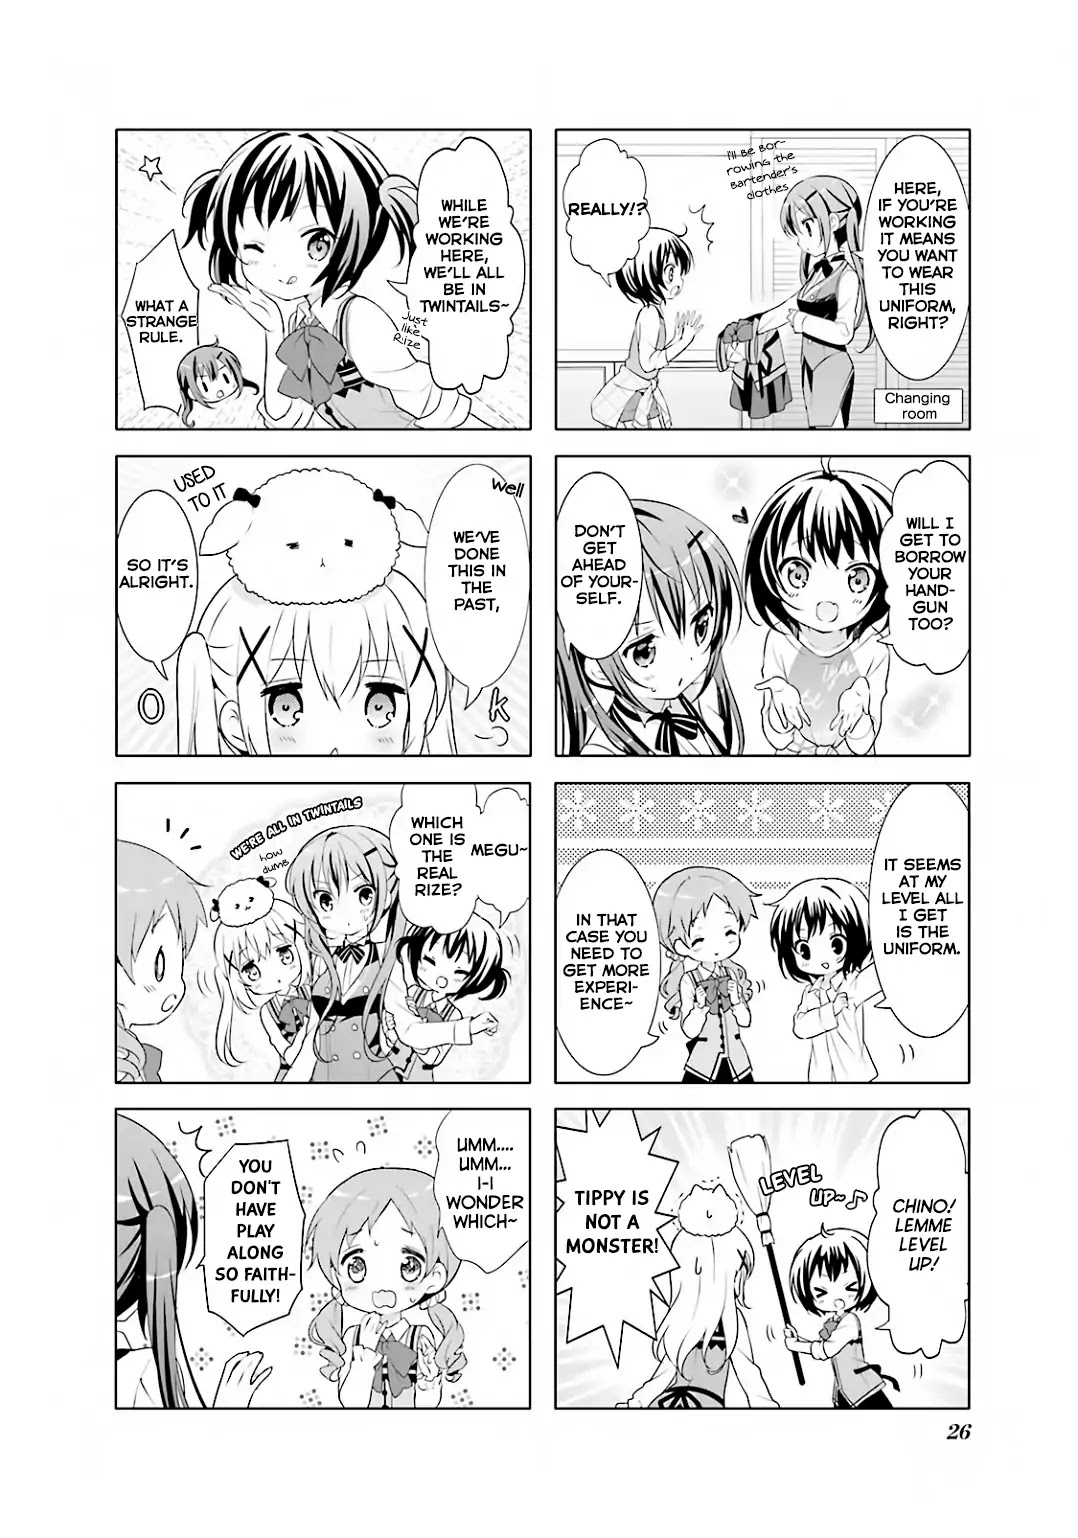 HERE,
IF YOU'RE
WORKING
IT MEANS
YOU WANT
TO WEAR
THIS
UNIFORM,
RIGHT?
I'll be bor-
rowing the
bartender's
clothes
REALLY!?
Changing
room
WILL I
GET TO
BORROW
YOUR
HAND-
GUN
TOO?
DON'T
GET
AHEAD
OF YOUR-
SELF.
IT SEEMS
AT MY
LEVEL ALL
I GET
IS THE
UNIFORM.
IN THAT
CASE YOU
NEED TO
GET MORE
EXPERI-
ENCE~
CHINO!
LEMME
LEVEL
UP!
LEVEL
UP~♪
TIPPY IS
NOT A
MONSTER!
WHILE
WE'RE
WORKING
HERE,
WE'LL ALL
BE IN
TWINTAILS~
Just
like
Rize
WHAT A
STRANGE
RULE.
well
WE'VE
DONE
THIS IN
THE
PAST,
USED
TO IT
SO IT'S
ALRIGHT.
O k
MEGU~
WHICH
ONE IS
THE
REAL
RIZE?
WE'RE ALL IN TWINTAILS
how
dumb
UMM....
UMM...
I-I
WONDER
WHICH~
YOU
DON'T
HAVE
PLAY
ALONG
SO FAITH-
FULLY!
26